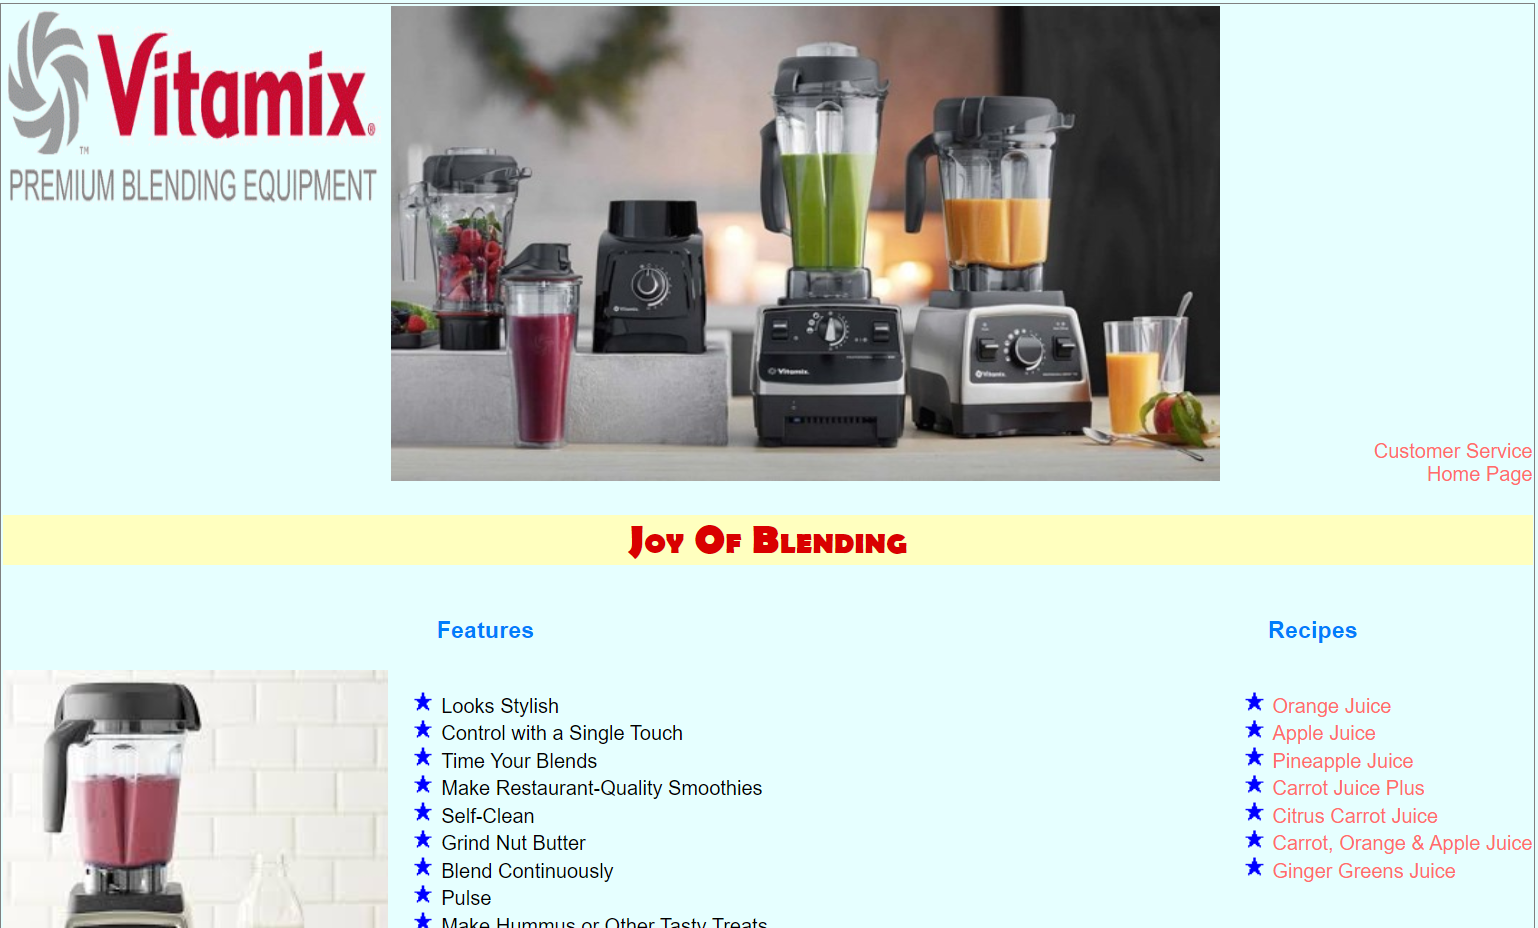 Vitamix®
™
PREMIUM BLENDING EQUIPMENT
Vitamix.
Vitamix.
Vitamix.
Customer Service
Home Page
Joy Of Blending
Features
Looks Stylish
Control with a Single Touch
Time Your Blends
Make Restaurant-Quality Smoothies
Self-Clean
Grind Nut Butter
Blend Continuously
Pulse
Make Hummus or Other Tasty Treats
Recipes
Orange Juice
Apple Juice
Pineapple Juice
Carrot Juice Plus
Citrus Carrot Juice
Carrot, Orange & Apple Juice
Ginger Greens Juice